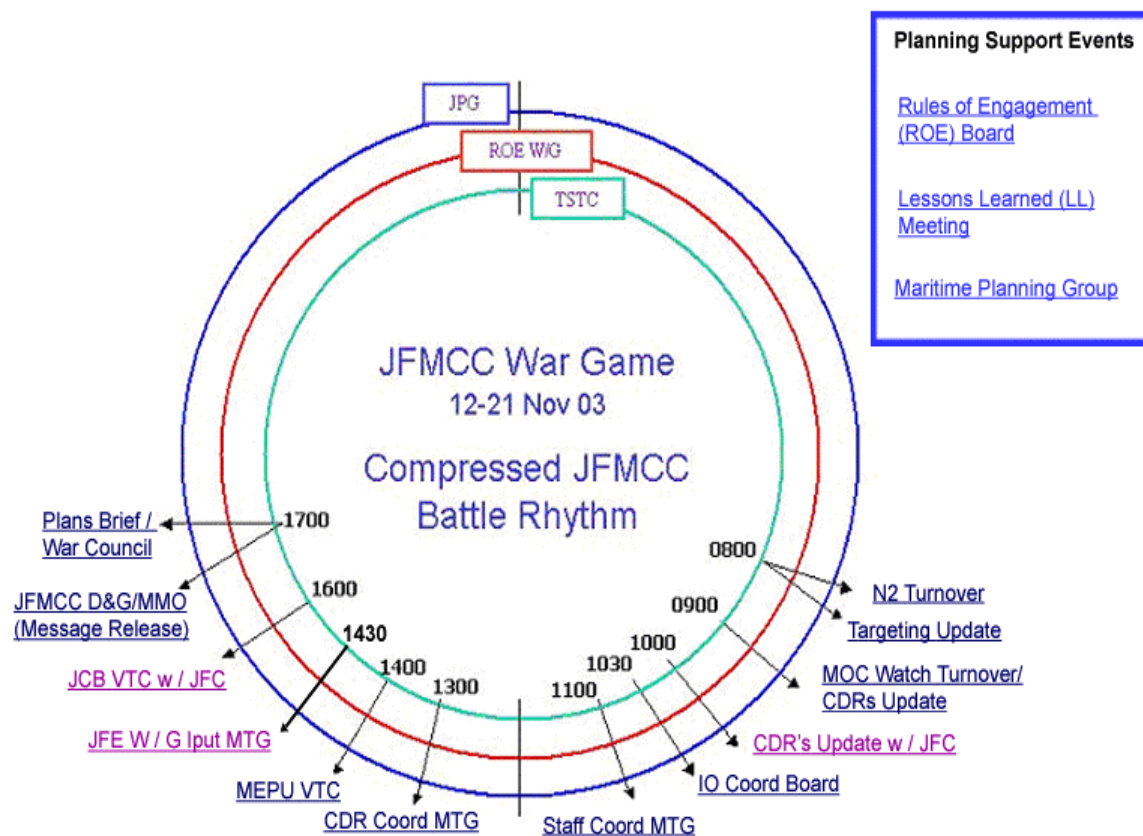 Planning Support Events
Rules of Engagement
(ROE) Board
Lessons Learned (LL)
Meeting
Maritime Planning Group
JPG
ROE W/G
TSTC
JFMCC War Game
12-21 Nov 03
Compressed JFMCC
Battle Rhythm
1700
Plans Brief /
War Council
JFMCC D&G/MMO
(Message Release)
1600
JCB VTC w / JFC
1430
JFE W / G Iput MTG
1400
MEPU VTC
1300
CDR Coord MTG
1100
Staff Coord MTG
1030
IO Coord Board
1000
CDR's Update w / JFC
0900
MOC Watch Turnover/
CDRs Update
0800
N2 Turnover
Targeting Update